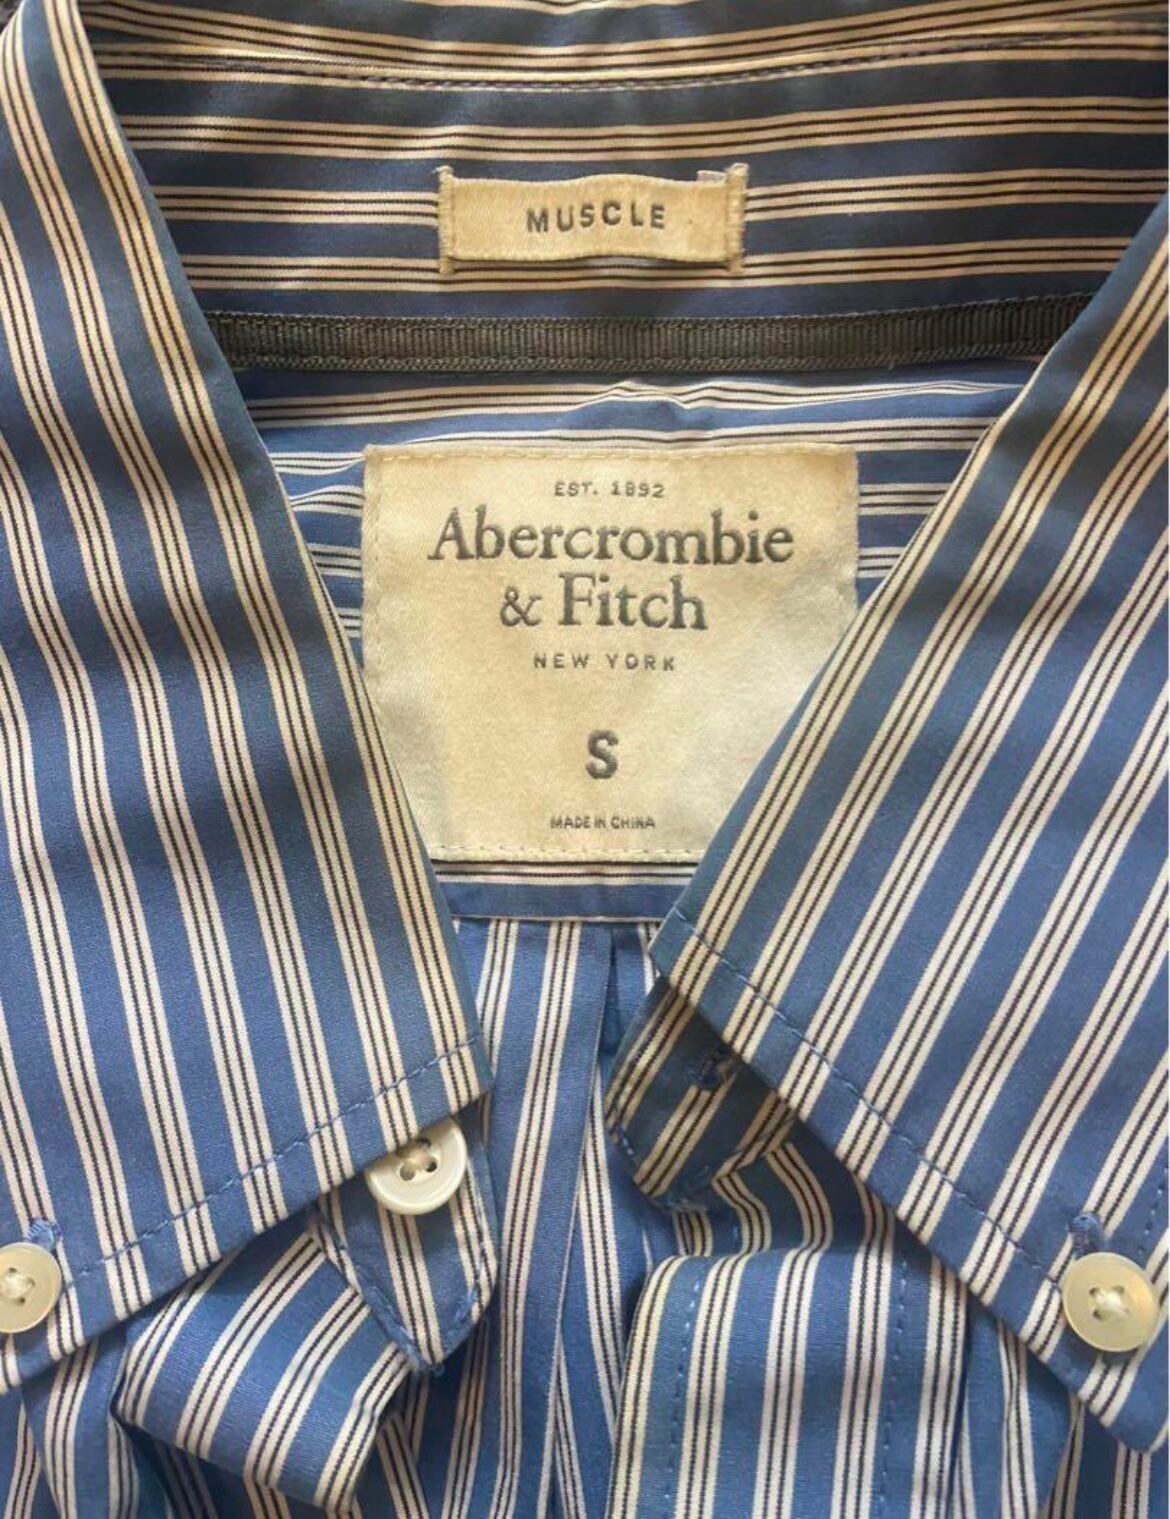 MUSCLE
EST. 1892
Abercrombie
& Fitch
NEW YORK
S
MADE IN CHINA